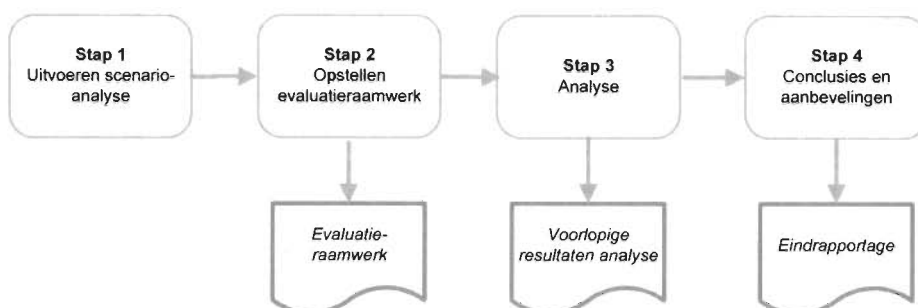 Stap 1
Uitvoeren scenario-
analyse
Stap 2
Opstellen
evaluatieraamwerk
Stap 3
Analyse
Stap 4
Conclusies en
aanbevelingen
Evaluatie-
raamwerk
Voorlopige
resultaten analyse
Eindrapportage